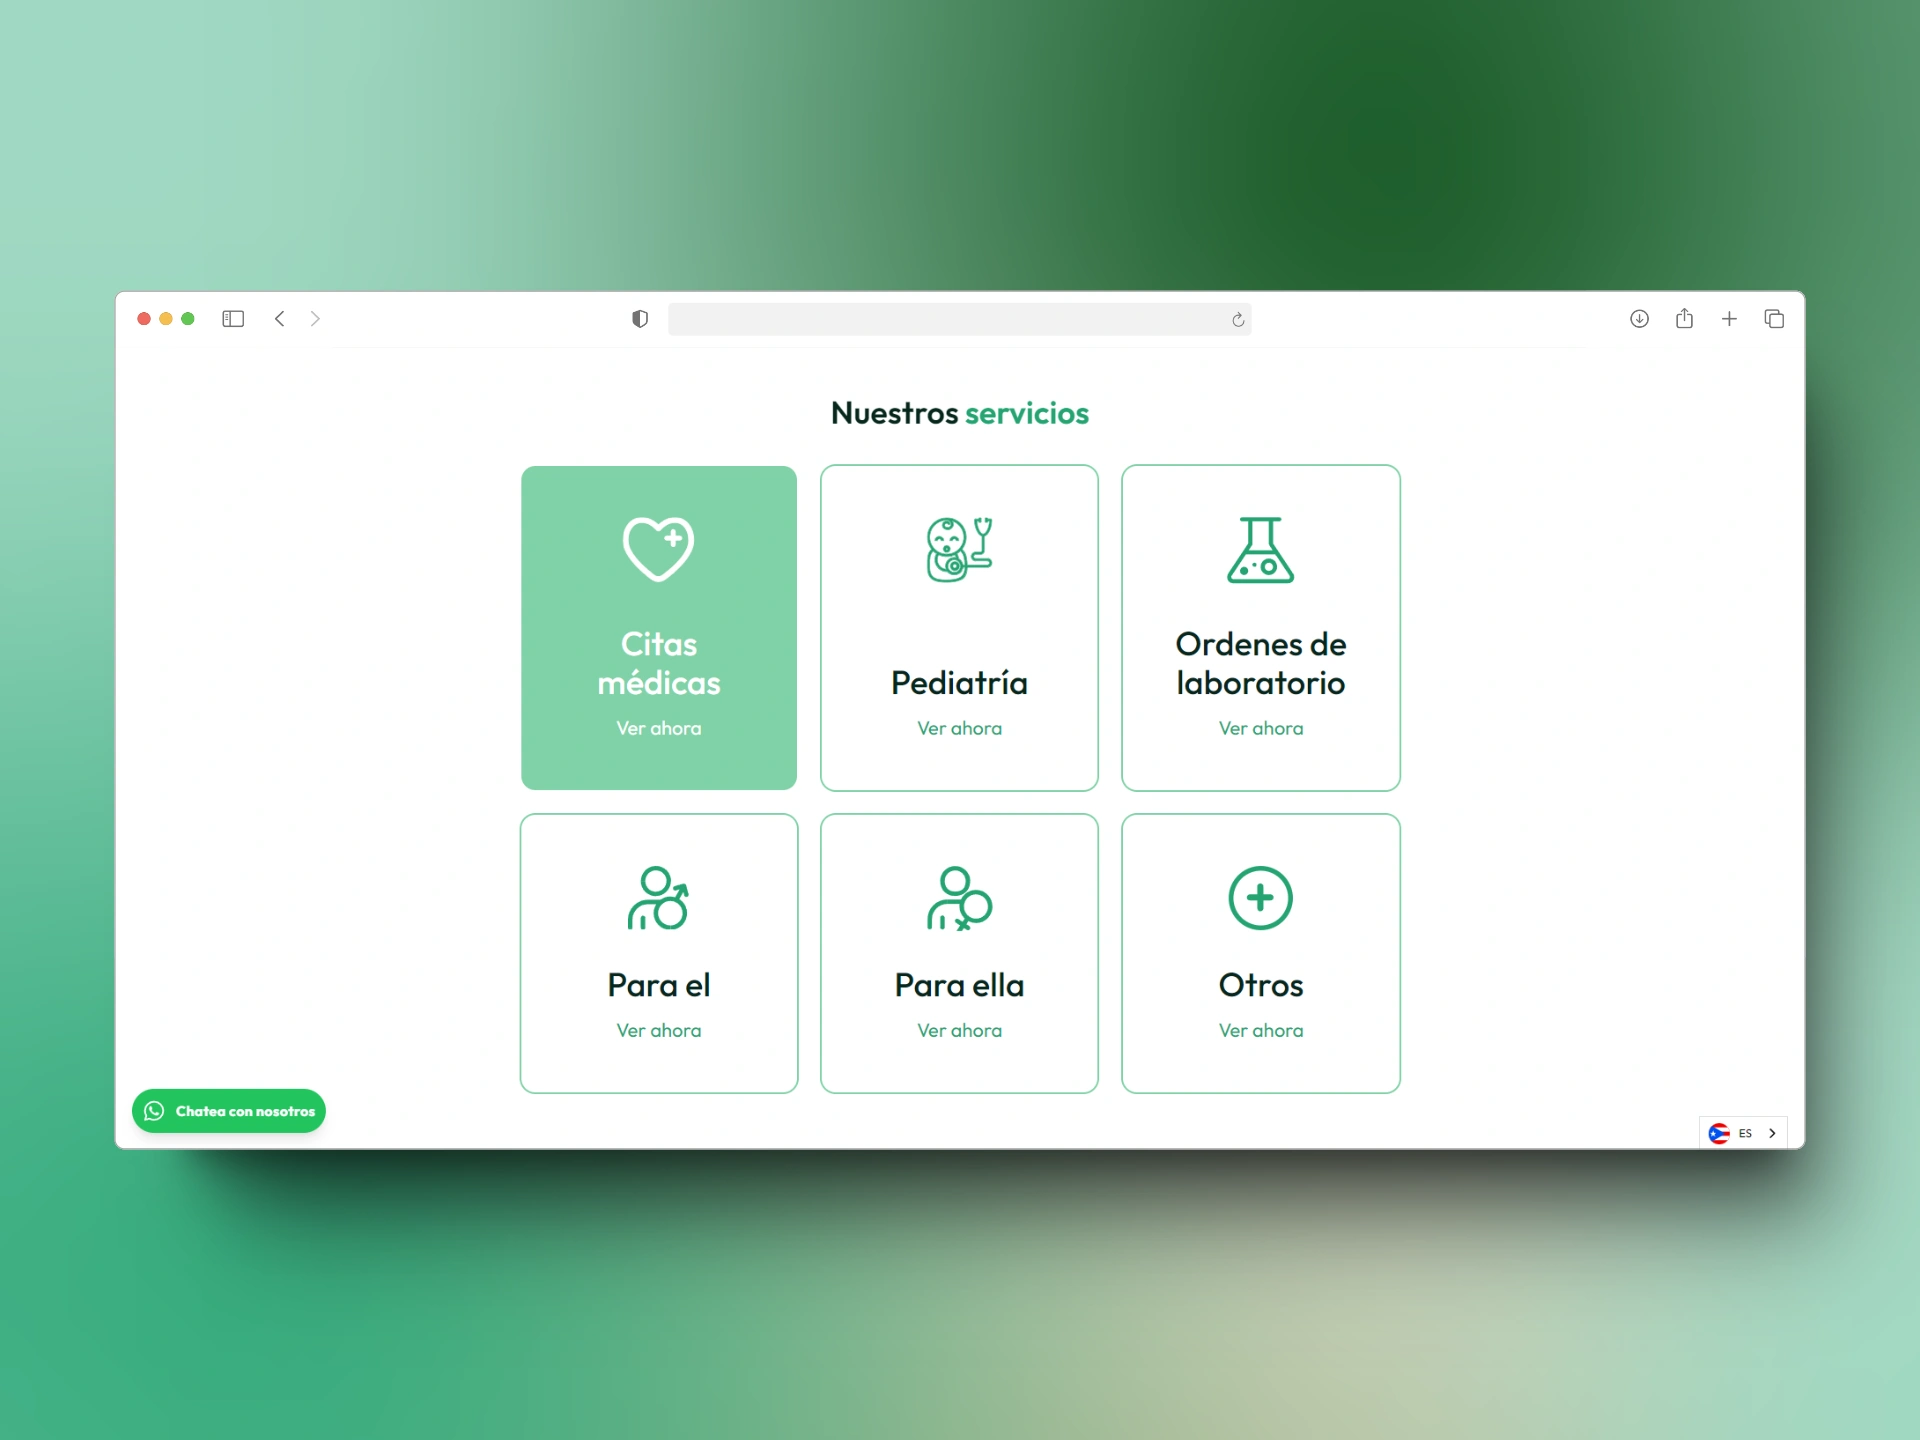 Nuestros servicios
Citas
médicas
Ver ahora
Pediatría
Ver ahora
Ordenes de
laboratorio
Ver ahora
Para el
Ver ahora
Para ella
Ver ahora
Otros
Ver ahora
Chatea con nosotros
ES